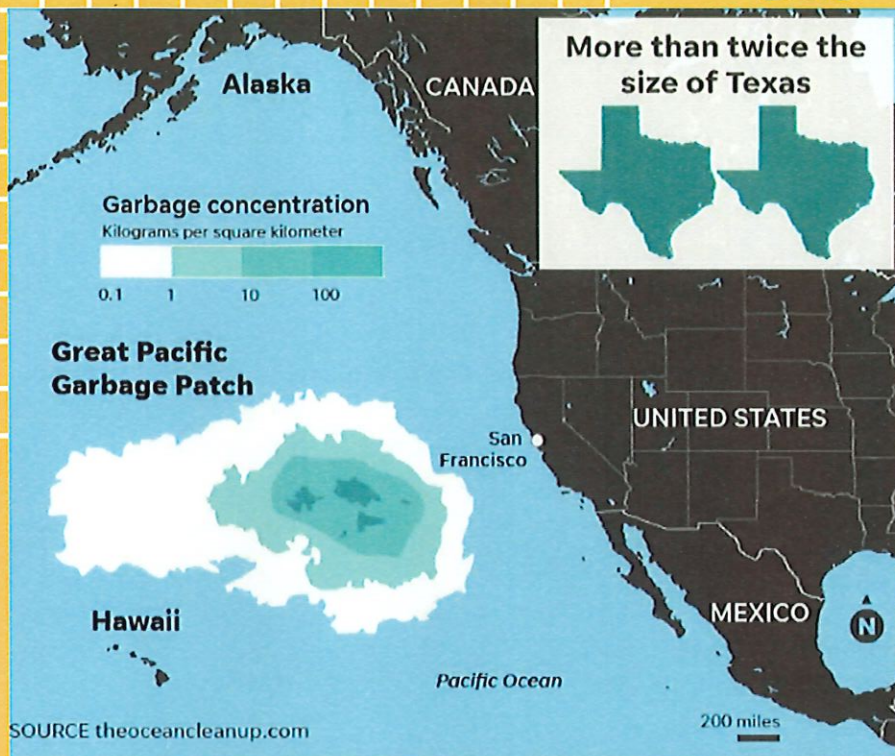 More than twice the
size of Texas
Alaska
CANADA
Garbage concentration
Kilograms per square kilometer
0.1 1 10 100
Great Pacific
Garbage Patch
UNITED STATES
San
Francisco
Hawaii
MEXICO
N
Pacific Ocean
200 miles
SOURCE theoceancleanup.com